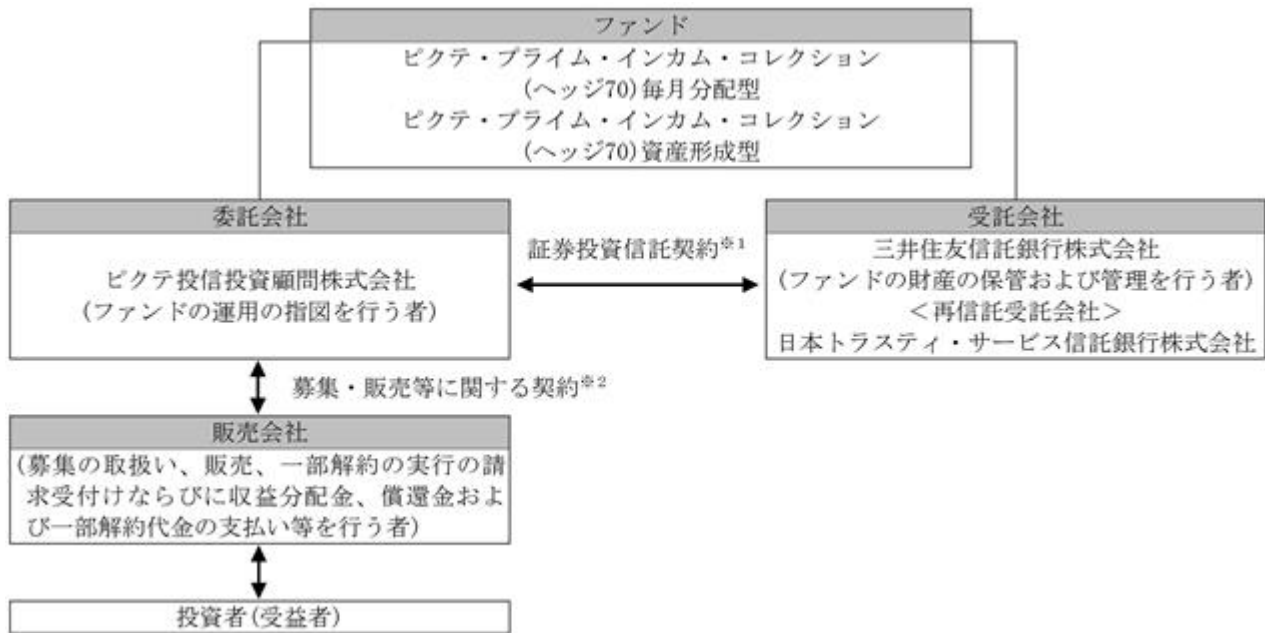 ファンド
ピクテ・プライム・インカム・コレクション
(ヘッジ70)毎月分配型
ピクテ・プライム・インカム・コレクション
(ヘッジ70)資産形成型
委託会社
ピクテ投信投資顧問株式会社
(ファンドの運用の指図を行う者)
証券投資信託契約※1
受託会社
三井住友信託銀行株式会社
(ファンドの財産の保管および管理を行う者)
<再信託受託会社>
日本トラスティ・サービス信託銀行株式会社
募集・販売等に関する契約※2
販売会社
(募集の取扱い、販売、一部解約の実行の請
求受付けならびに収益分配金、償還金およ
び一部解約代金の支払い等を行う者)
投資者(受益者)